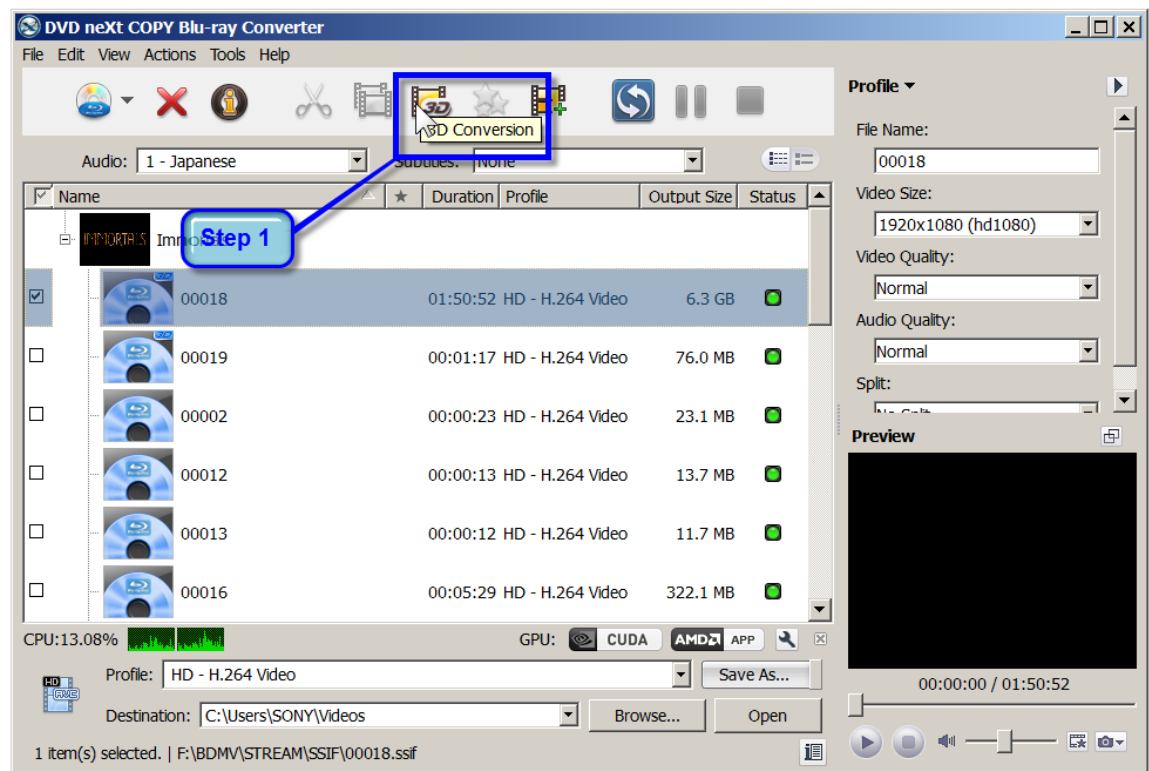 DVD neXt COPY Blu-ray Converter
File Edit View Actions Tools Help
3D
3D Conversion
Audio: 1 - Japanese
Subtitles: None
Name Duration Profile Output Size Status
IMMORTALS
Step 1
00018 01:50:52 HD - H.264 Video 6.3 GB
00019 00:01:17 HD - H.264 Video 76.0 MB
00002 00:00:23 HD - H.264 Video 23.1 MB
00012 00:00:13 HD - H.264 Video 13.7 MB
00013 00:00:12 HD - H.264 Video 11.7 MB
00016 00:05:29 HD - H.264 Video 322.1 MB
CPU:13.08% GPU: CUDA AMD APP
HD
Profile: HD - H.264 Video Save As...
Destination: C:\Users\SONY\Videos Browse... Open
1 item(s) selected. | F:\BDMV\STREAM\SSIF\00018.ssif
Profile
File Name:
00018
Video Size:
1920x1080 (hd1080)
Video Quality:
Normal
Audio Quality:
Normal
Split:
No Split
Preview
00:00:00 / 01:50:52